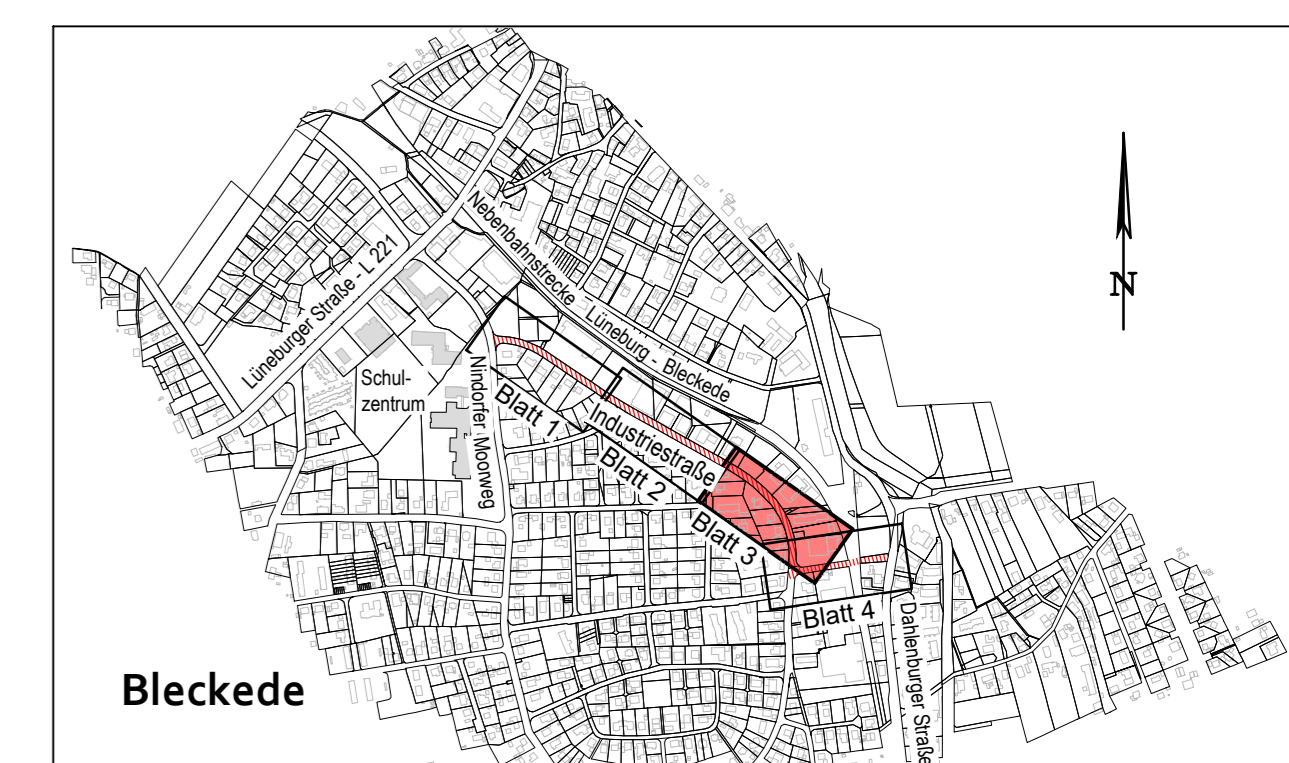 N
Nebenbahnstrecke - Lüneburg - Bleckede
Lüneburger Straße - L 221
Schul-
zentrum
Nindorfer Moorweg
Blatt 1
Industriestraße
Blatt 2
Blatt 3
Blatt 4
Dahlenburger Straße
Bleckede